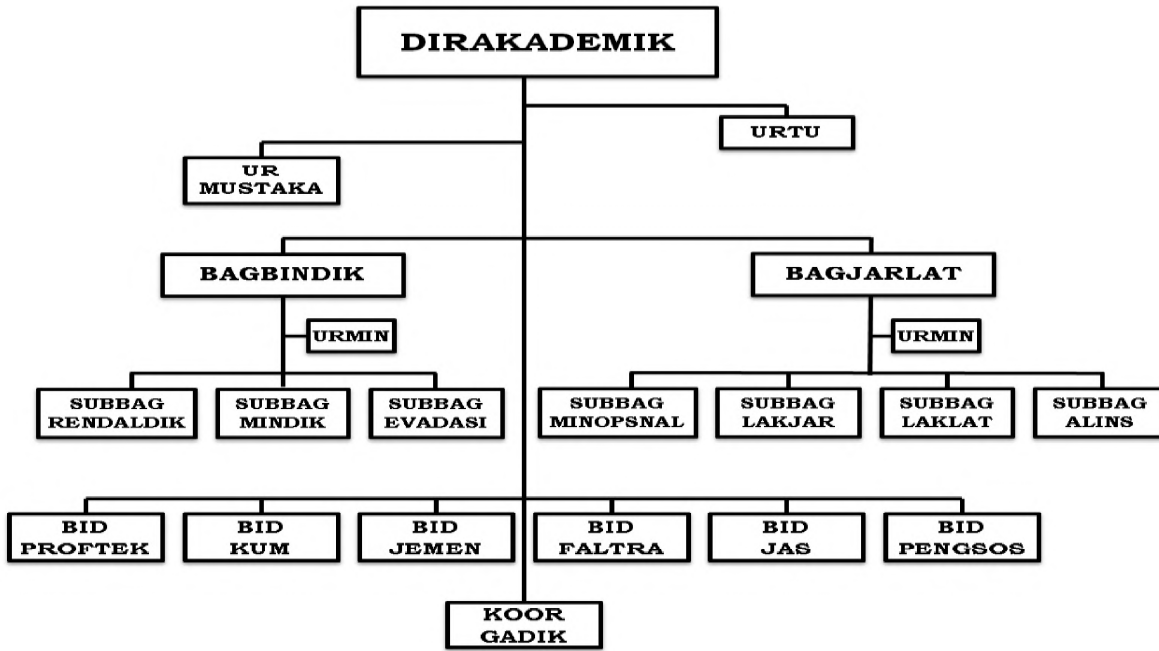 DIRAKADEMIK
URTU
UR
MUSTAKA
BAGBINDIK
BAGJARLAT
URMIN
URMIN
SUBBAG
RENDALDIK
SUBBAG
MINDIK
SUBBAG
EVADASI
SUBBAG
MINOPSNAL
SUBBAG
LAKJAR
SUBBAG
LAKLAT
SUBBAG
ALINS
BID
PROFTEK
BID
KUM
BID
JEMEN
BID
FALTRA
BID
JAS
BID
PENGSOS
KOOR
GADIK